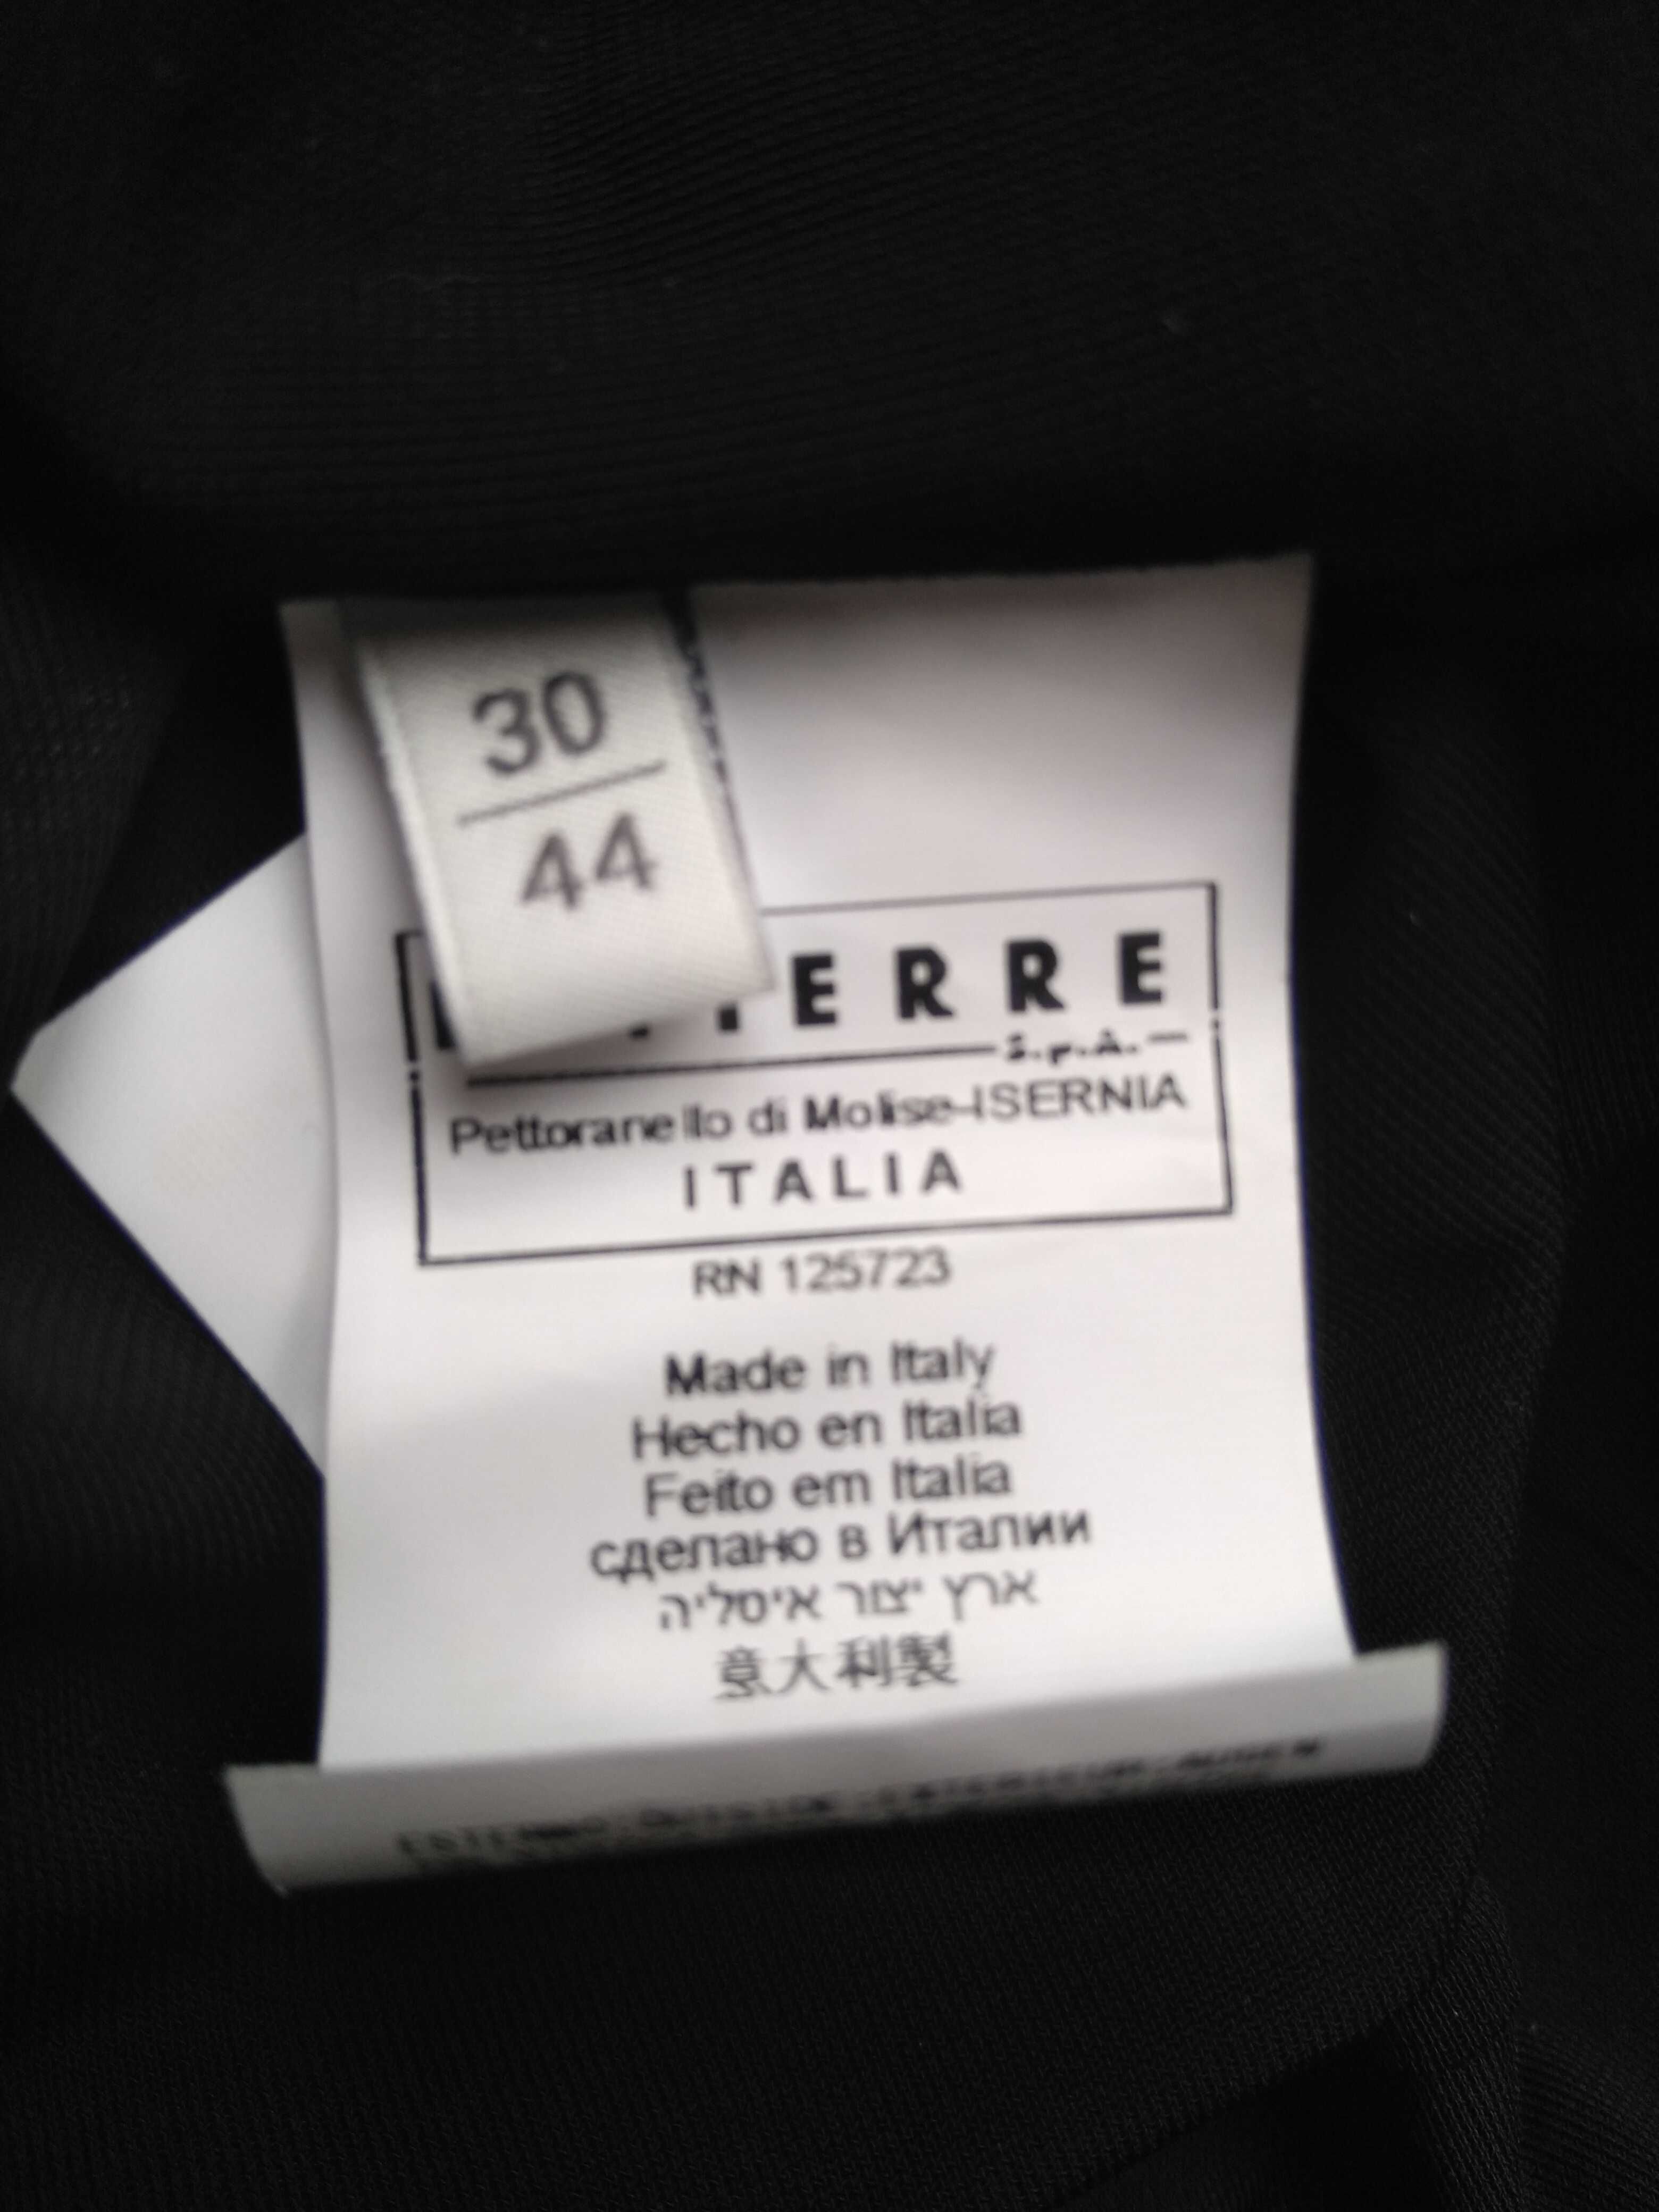 30
44
ERRE
S.p.A.
Pettoranello di Molise-ISERNIA
ITALIA
RN 125723
Made in Italy
Hecho en Italia
Feito em Italia
сделано в Италии
ארץ יצור איטליה
意大利製